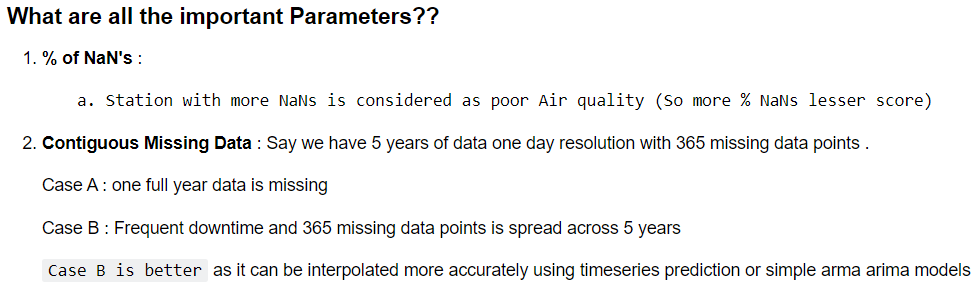 What are all the important Parameters??
1. % of NaN's :
a. Station with more NaNs is considered as poor Air quality (So more % NaNs lesser score)
2. Contiguous Missing Data : Say we have 5 years of data one day resolution with 365 missing data points .
Case A : one full year data is missing
Case B : Frequent downtime and 365 missing data points is spread across 5 years
Case B is better as it can be interpolated more accurately using timeseries prediction or simple arma arima models